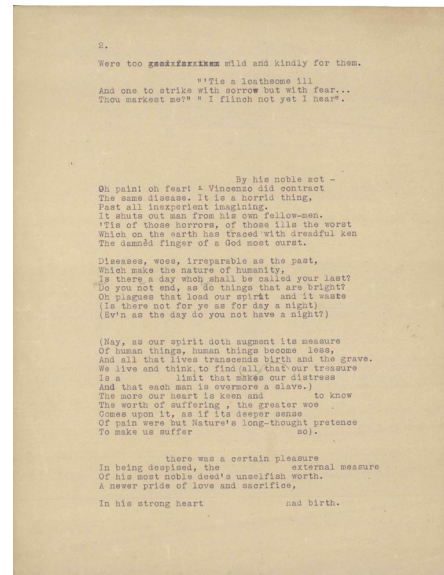 2.
Were too mild and kindly for them.
"'Tis a loathsome ill
And one to strike with sorrow but with fear...
Thou markest me?" " I flinch not yet I hear".
By his noble act -
Oh pain! oh fear! - Vincenzo did contract
The same disease. It is a horrid thing,
Past all inexperient imagining.
It shuts out man from his own fellow-men.
'Tis of those horrors, of those ills the worst
Which on the earth has traced with dreadful ken
The damnèd finger of a God most curst.
Diseases, woes, irreparable as the past,
Which make the nature of humanity,
Is there a day whch shall be called your last?
Do you not end, as do things that are bright?
Oh plagues that load our spirit and it waste
(Is there not for ye as for day a night)
(Ev'n as the day do you not have a night?)
(Nay, as our spirit doth augment its measure
Of human things, human things become less,
And all that lives transcends birth and the grave.
We live and think to find (all) that our treasure
Is a limit that makes our distress
And that each man is evermore a slave.)
The more our heart is keen and to know
The worth of suffering , the greater woe
Comes upon it, as if its deeper sense
Of pain were but Nature's long-thought pretence
To make us suffer so).
there was a certain pleasure
In being despised, the external measure
Of his most noble deed's unselfish worth.
A newer pride of love and sacrifice,
In his strong heart had birth.